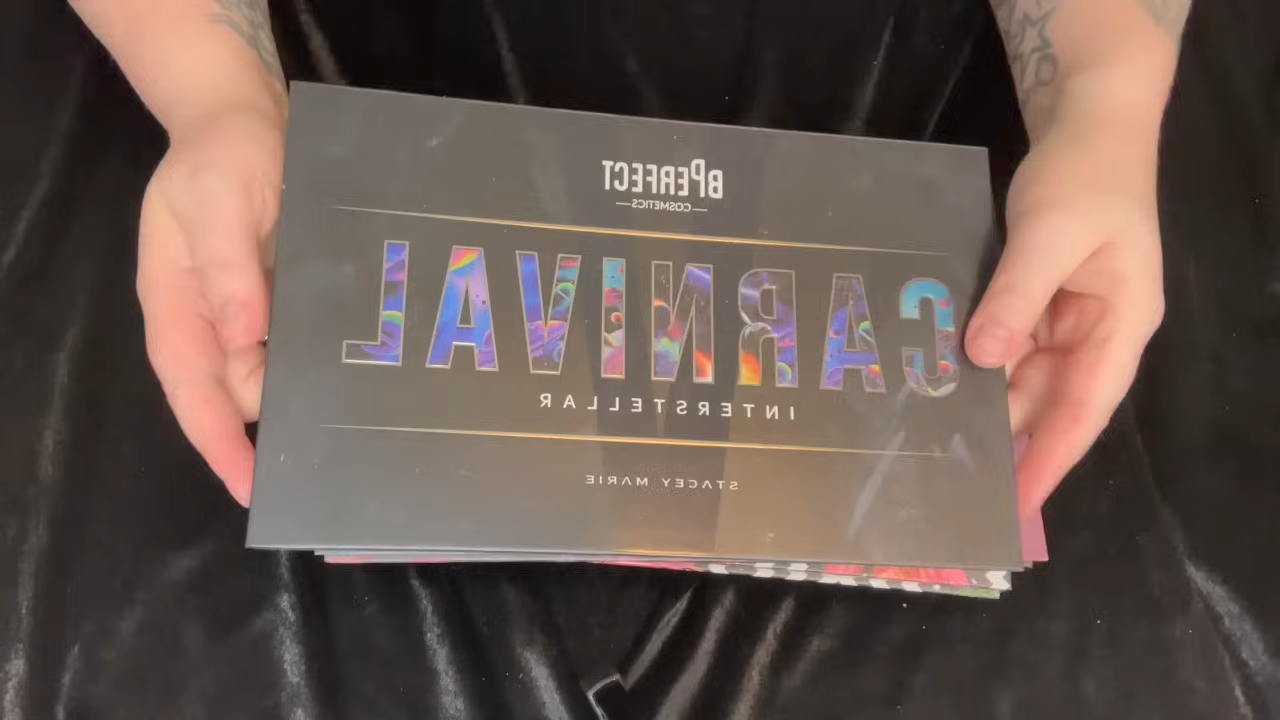 BPERFECT
COSMETICS
CARNIVAL
INTERSTELLAR
STACEY MARIE